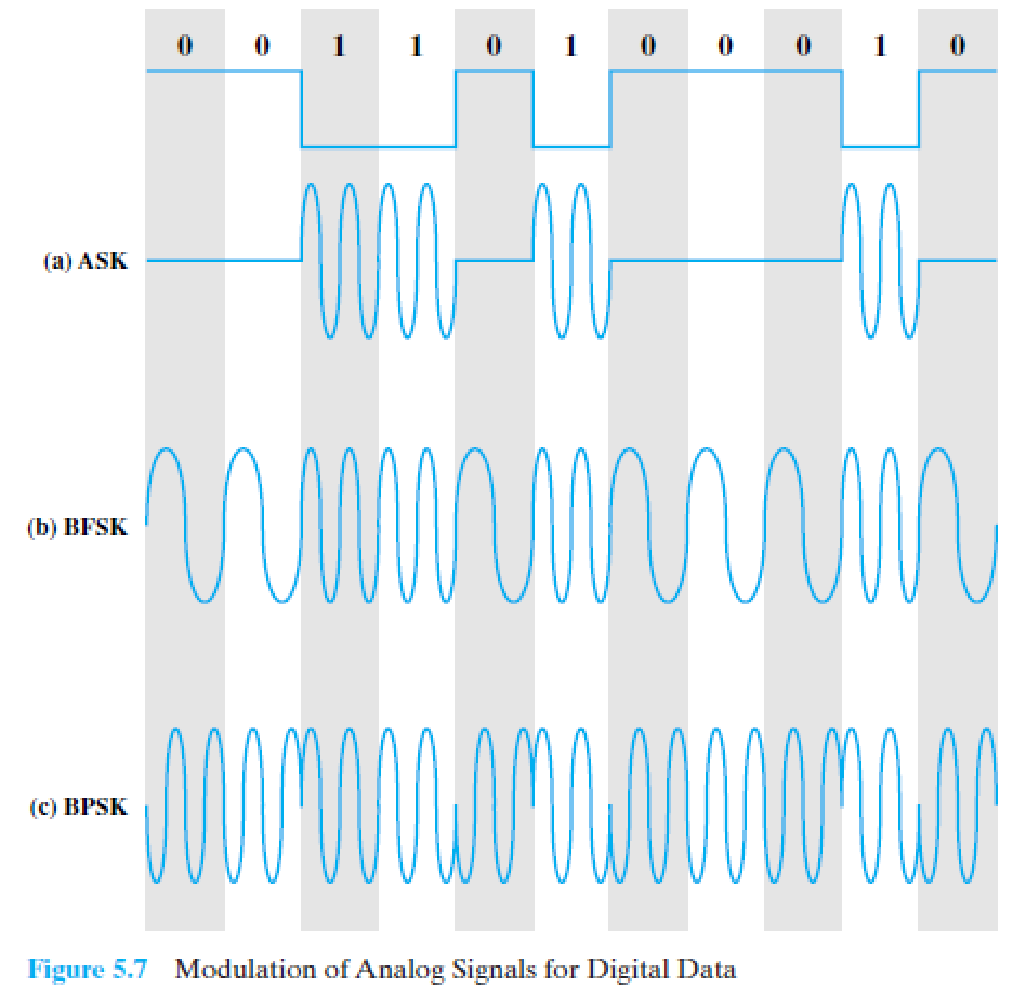 0 0 1 1 0 1 0 0 0 1 0
(a) ASK
(b) BFSK
(c) BPSK
Figure 5.7 Modulation of Analog Signals for Digital Data